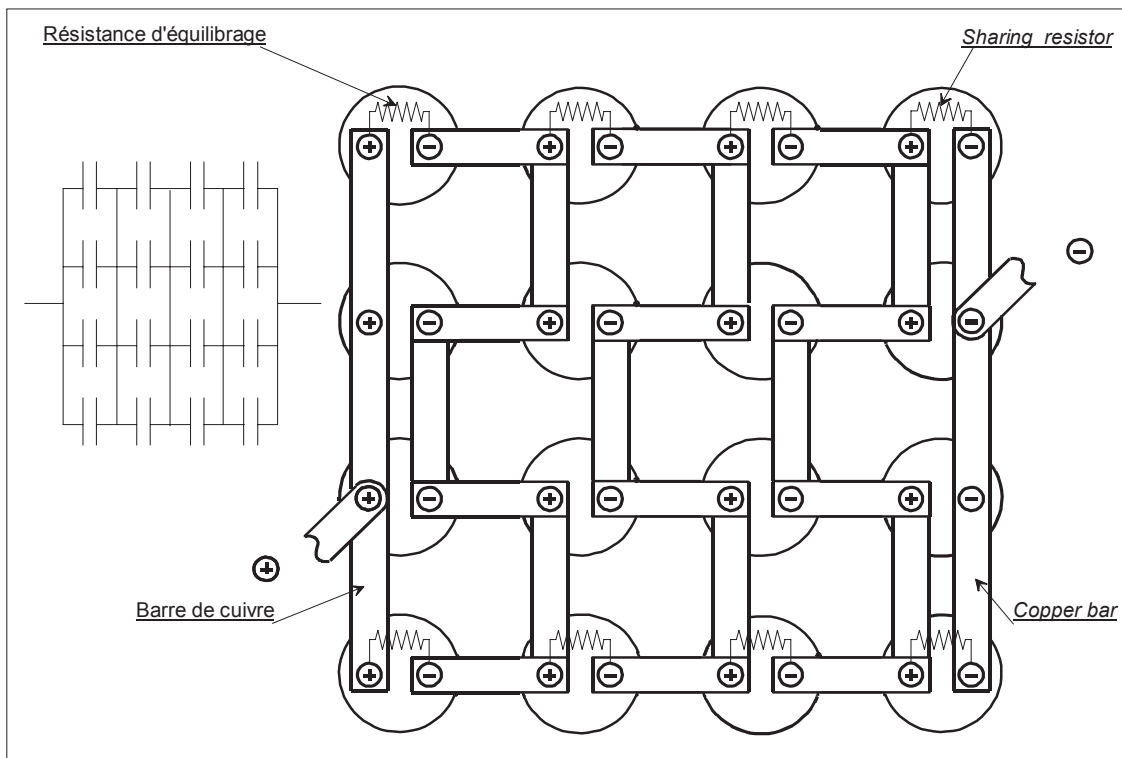 Résistance d'équilibrage
Sharing resistor
+ − + − + − + −
−
+ − + − + − + −
+ − + − + − + −
+
Barre de cuivre
Copper bar
+ − + − + − + −